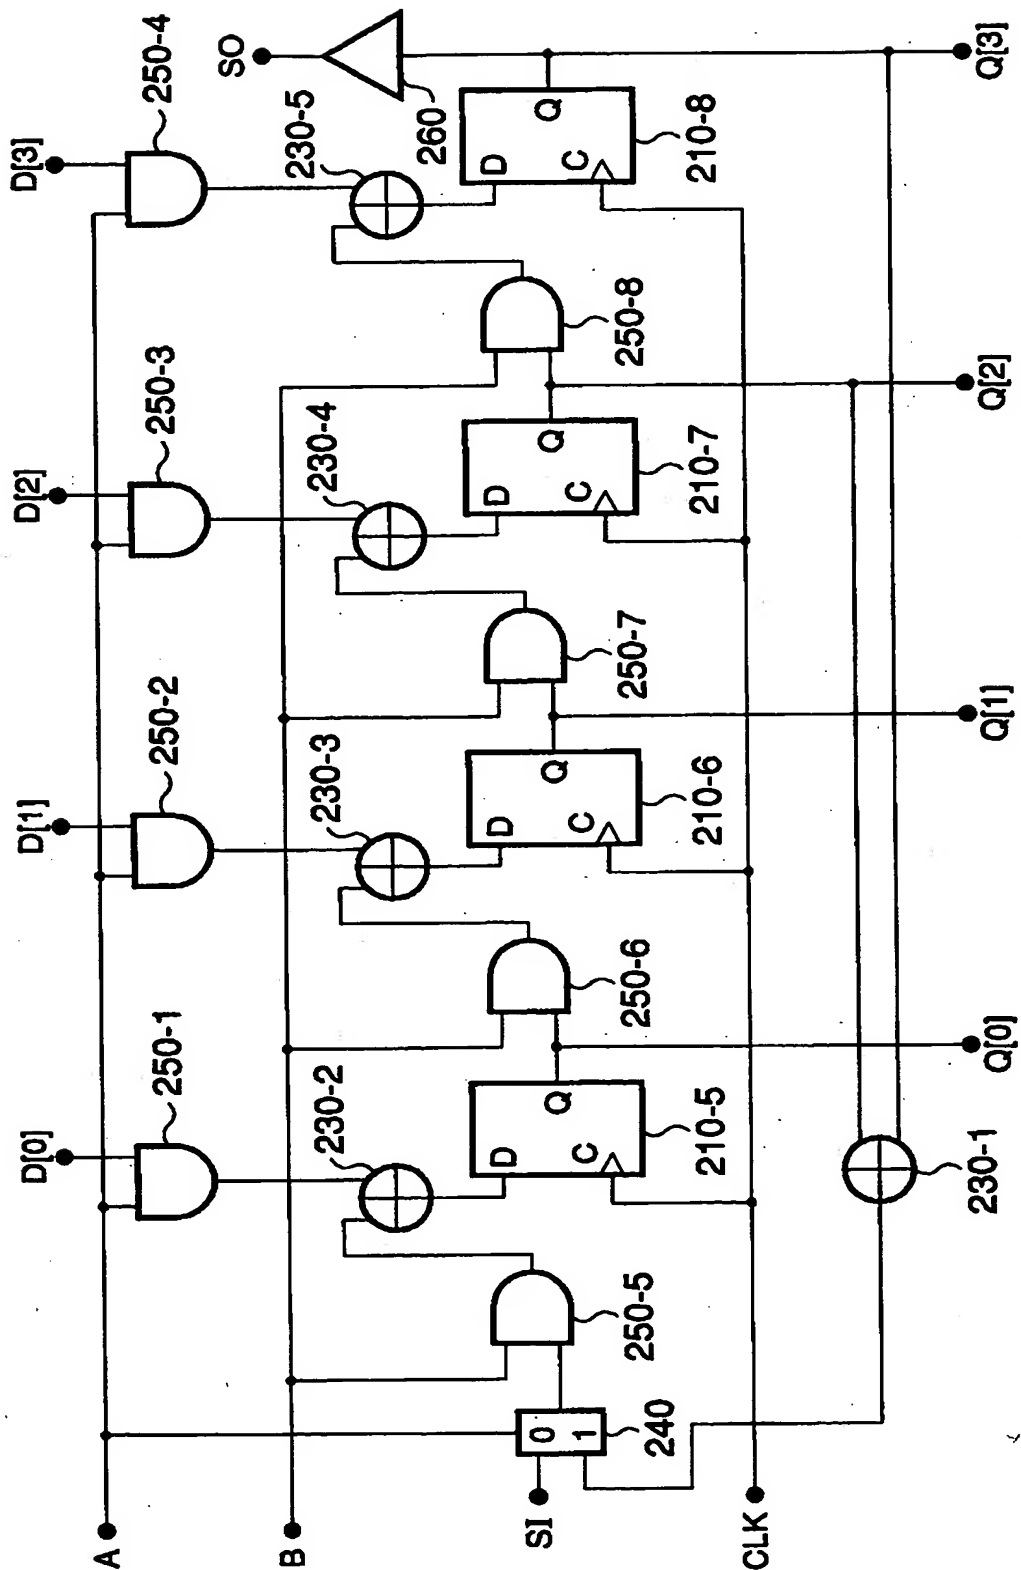 D[0]
D[1]
D[2]
D[3]
250-1
250-2
250-3
250-4
SO
A
230-2
230-3
230-4
230-5
260
B
D
Q
C
D
Q
C
D
Q
C
D
Q
C
250-5
250-6
250-7
250-8
210-5
210-6
210-7
210-8
SI
0
1
240
CLK
230-1
Q[0]
Q[1]
Q[2]
Q[3]